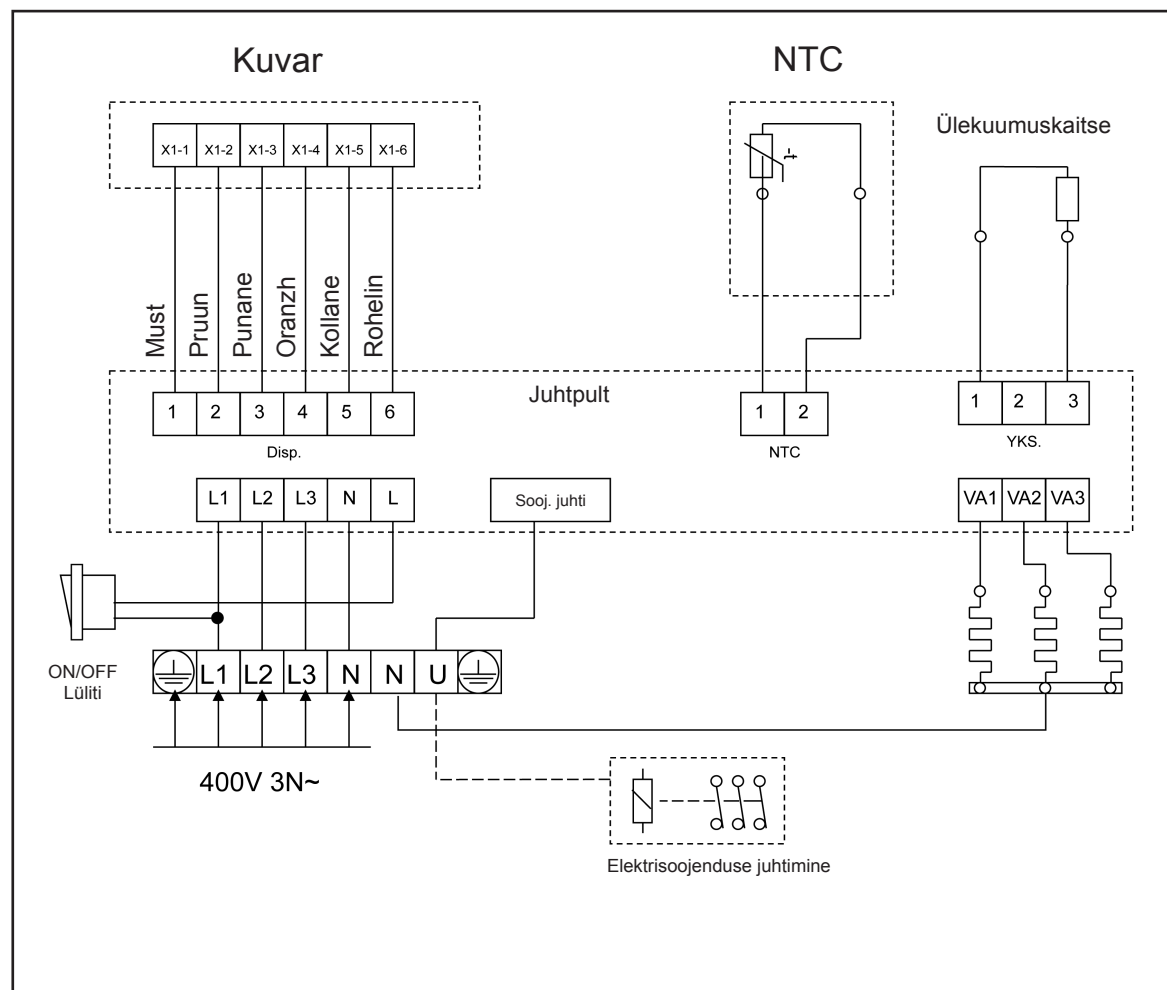 Kuvar
NTC
Ülekuumuskaitse
X1-1 X1-2 X1-3 X1-4 X1-5 X1-6
-t
Must
Pruun
Punane
Oranzh
Kollane
Rohelin
Juhtpult
1 2 3 4 5 6
Disp.
1 2
NTC
1 2 3
YKS.
L1 L2 L3 N L
Sooj. juhti
VA1 VA2 VA3
ON/OFF
Lüliti
L1 L2 L3 N N U
400V 3N~
Elektrisoojenduse juhtimine